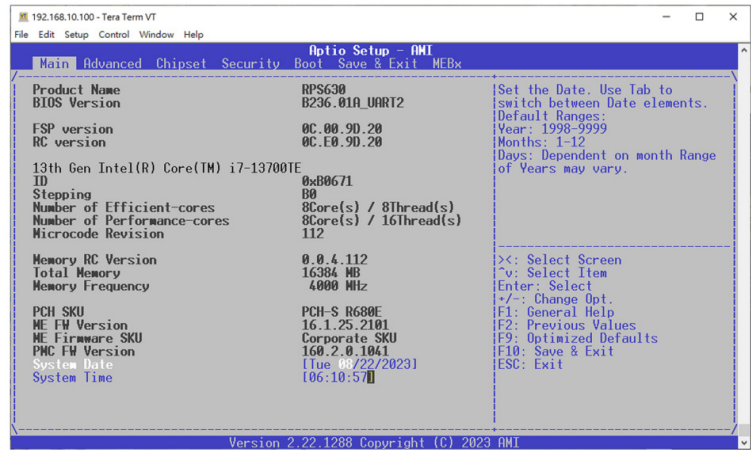 192.168.10.100 - Tera Term VT
File Edit Setup Control Window Help
Aptio Setup - AMI
Main Advanced Chipset Security Boot Save & Exit MEBx
Product Name RPS630
BIOS Version B236.01A_UART2
FSP version 0C.00.9D.20
RC version 0C.E0.9D.20
13th Gen Intel(R) Core(TM) i7-13700TE
ID 0xB0671
Stepping B0
Number of Efficient-cores 8Core(s) / 8Thread(s)
Number of Performance-cores 8Core(s) / 16Thread(s)
Microcode Revision 112
Memory RC Version 0.0.4.112
Total Memory 16384 MB
Memory Frequency 4000 MHz
PCH SKU PCH-S R680E
ME FW Version 16.1.25.2101
ME Firmware SKU Corporate SKU
PMC FW Version 160.2.0.1041
System Date [Tue 08/22/2023]
System Time [06:10:57]
Set the Date. Use Tab to
switch between Date elements.
Default Ranges:
Year: 1998-9999
Months: 1-12
Days: Dependent on month Range
of Years may vary.
><: Select Screen
^v: Select Item
Enter: Select
+/-: Change Opt.
F1: General Help
F2: Previous Values
F9: Optimized Defaults
F10: Save & Exit
ESC: Exit
Version 2.22.1288 Copyright (C) 2023 AMI